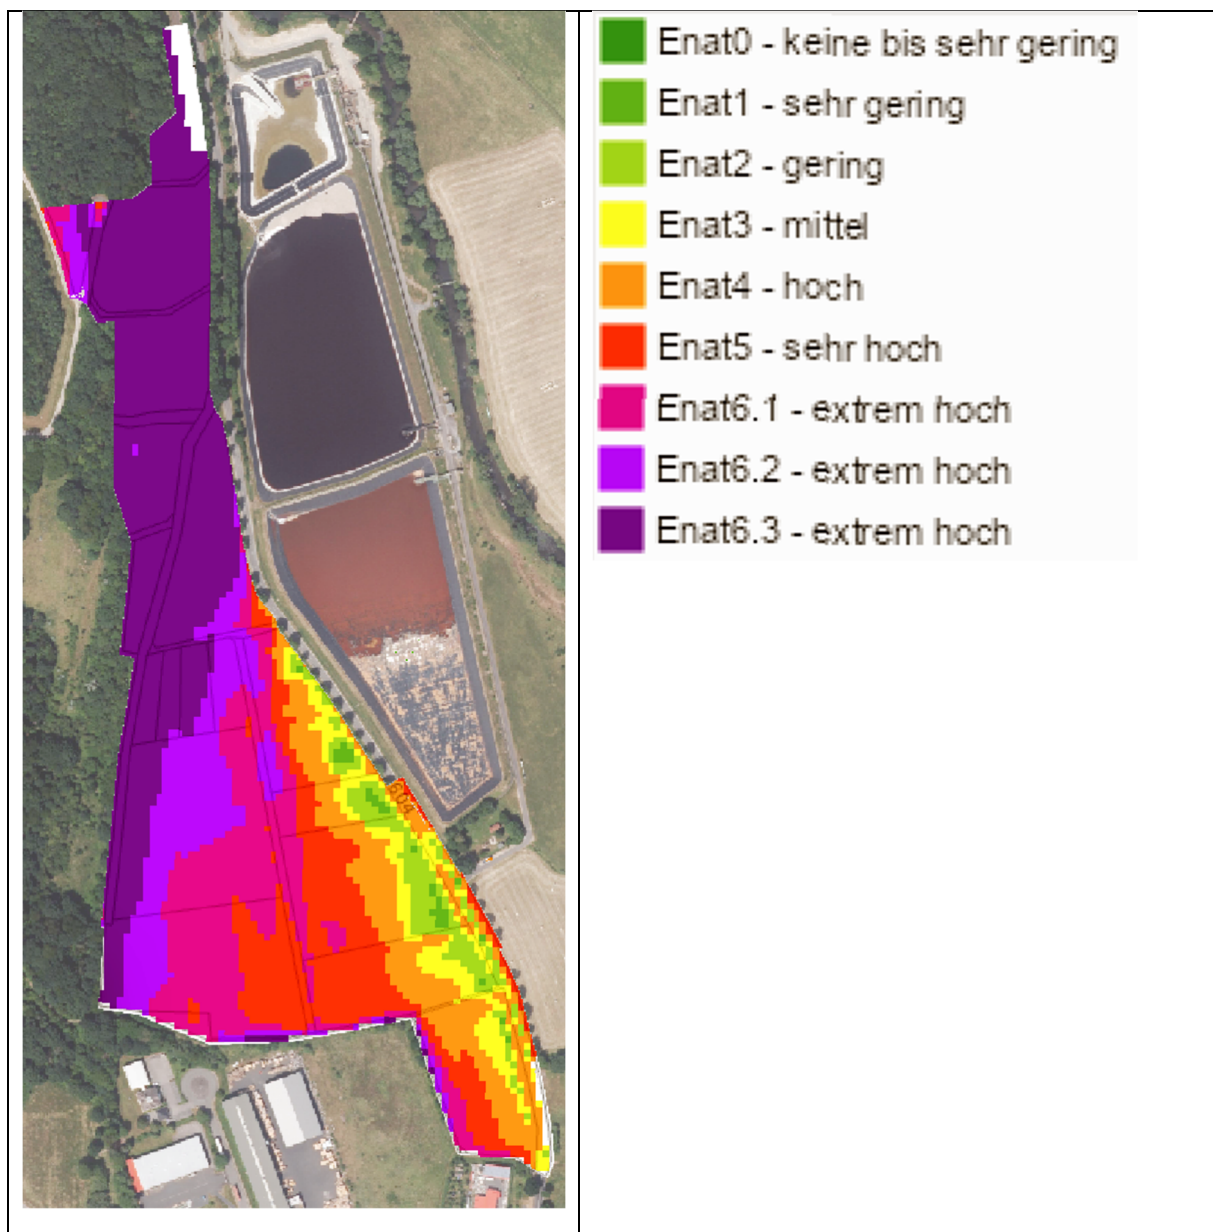 Enat0 - keine bis sehr gering
Enat1 - sehr gering
Enat2 - gering
Enat3 - mittel
Enat4 - hoch
Enat5 - sehr hoch
Enat6.1 - extrem hoch
Enat6.2 - extrem hoch
Enat6.3 - extrem hoch
604